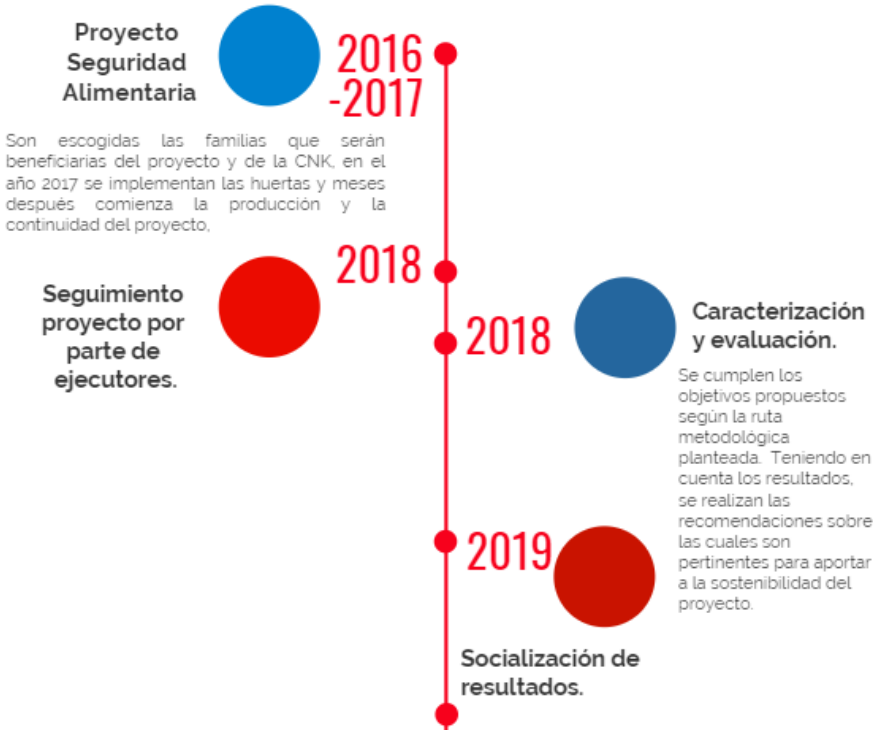 Proyecto
Seguridad
Alimentaria
2016
-2017
Son escogidas las familias que serán
beneficiarias del proyecto y de la CNK, en el
año 2017 se implementan las huertas y meses
después comienza la producción y la
continuidad del proyecto,
2018
Seguimiento
proyecto por
parte de
ejecutores.
2018
Caracterización
y evaluación.
Se cumplen los
objetivos propuestos
según la ruta
metodológica
planteada. Teniendo en
cuenta los resultados,
se realizan las
recomendaciones sobre
las cuales son
pertinentes para aportar
a la sostenibilidad del
proyecto.
2019
Socialización de
resultados.